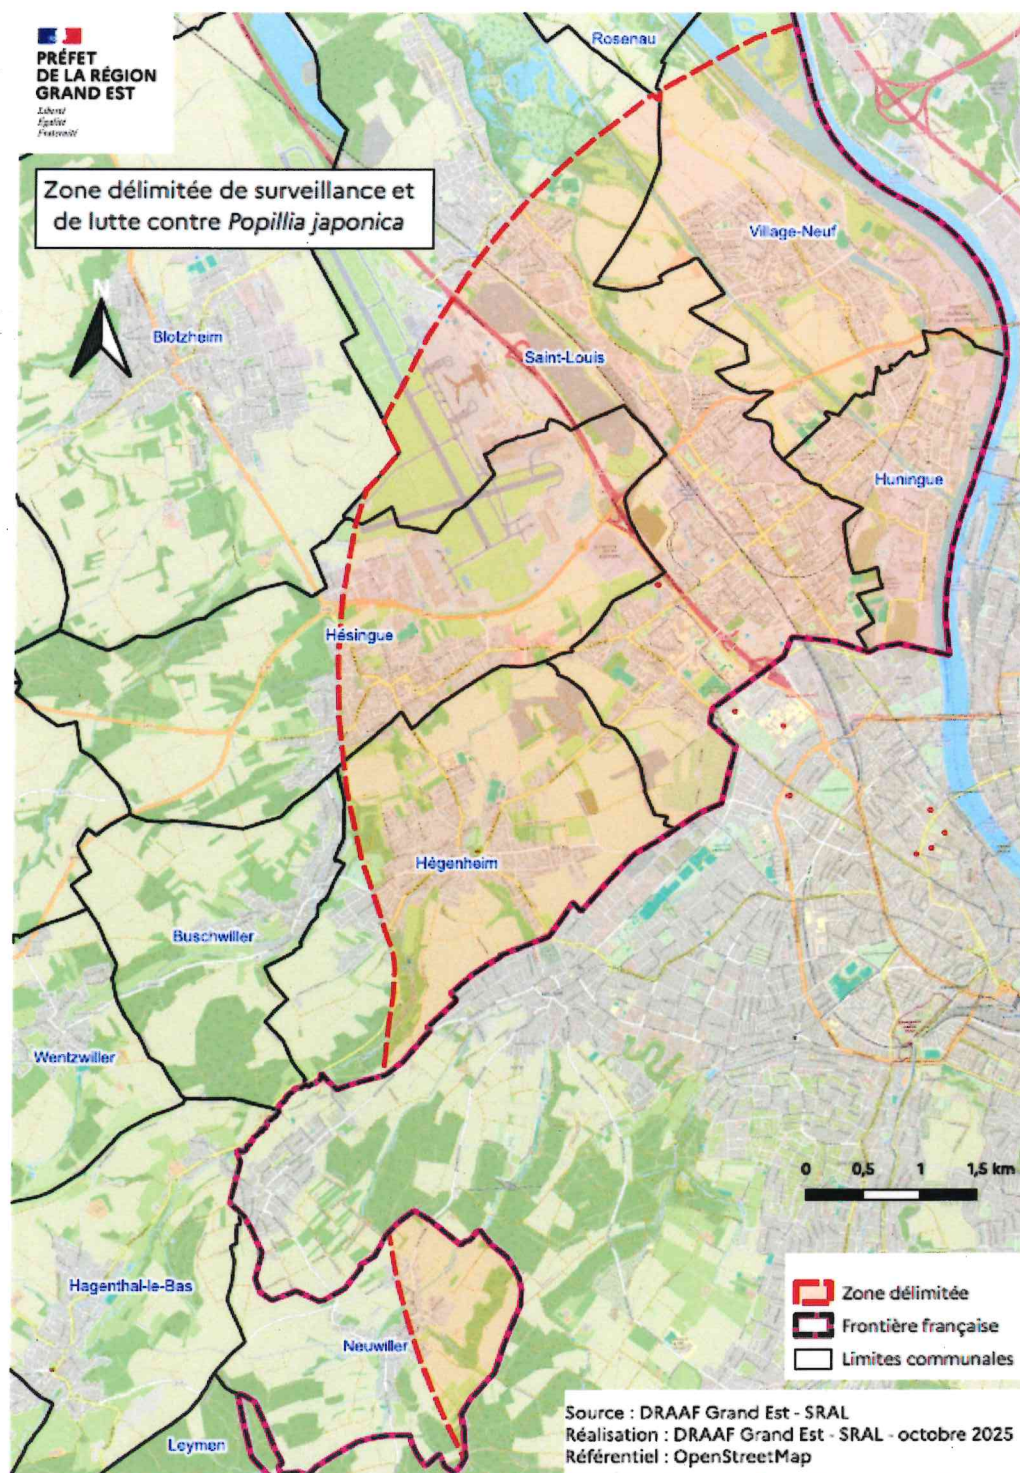 PRÉFET
DE LA RÉGION
GRAND EST
Liberté
Égalité
Fraternité
Zone délimitée de surveillance et
de lutte contre Popillia japonica
N
Rosenau
Village-Neuf
Blotzheim
Saint-Louis
Huningue
Hésingue
Hégenheim
Buschwiller
Wentzwiller
Hagenthal-le-Bas
Neuwiller
Leymen
0 0,5 1 1,5 km
Zone délimitée
Frontière française
Limites communales
Source : DRAAF Grand Est - SRAL
Réalisation : DRAAF Grand Est - SRAL - octobre 2025
Référentiel : OpenStreetMap